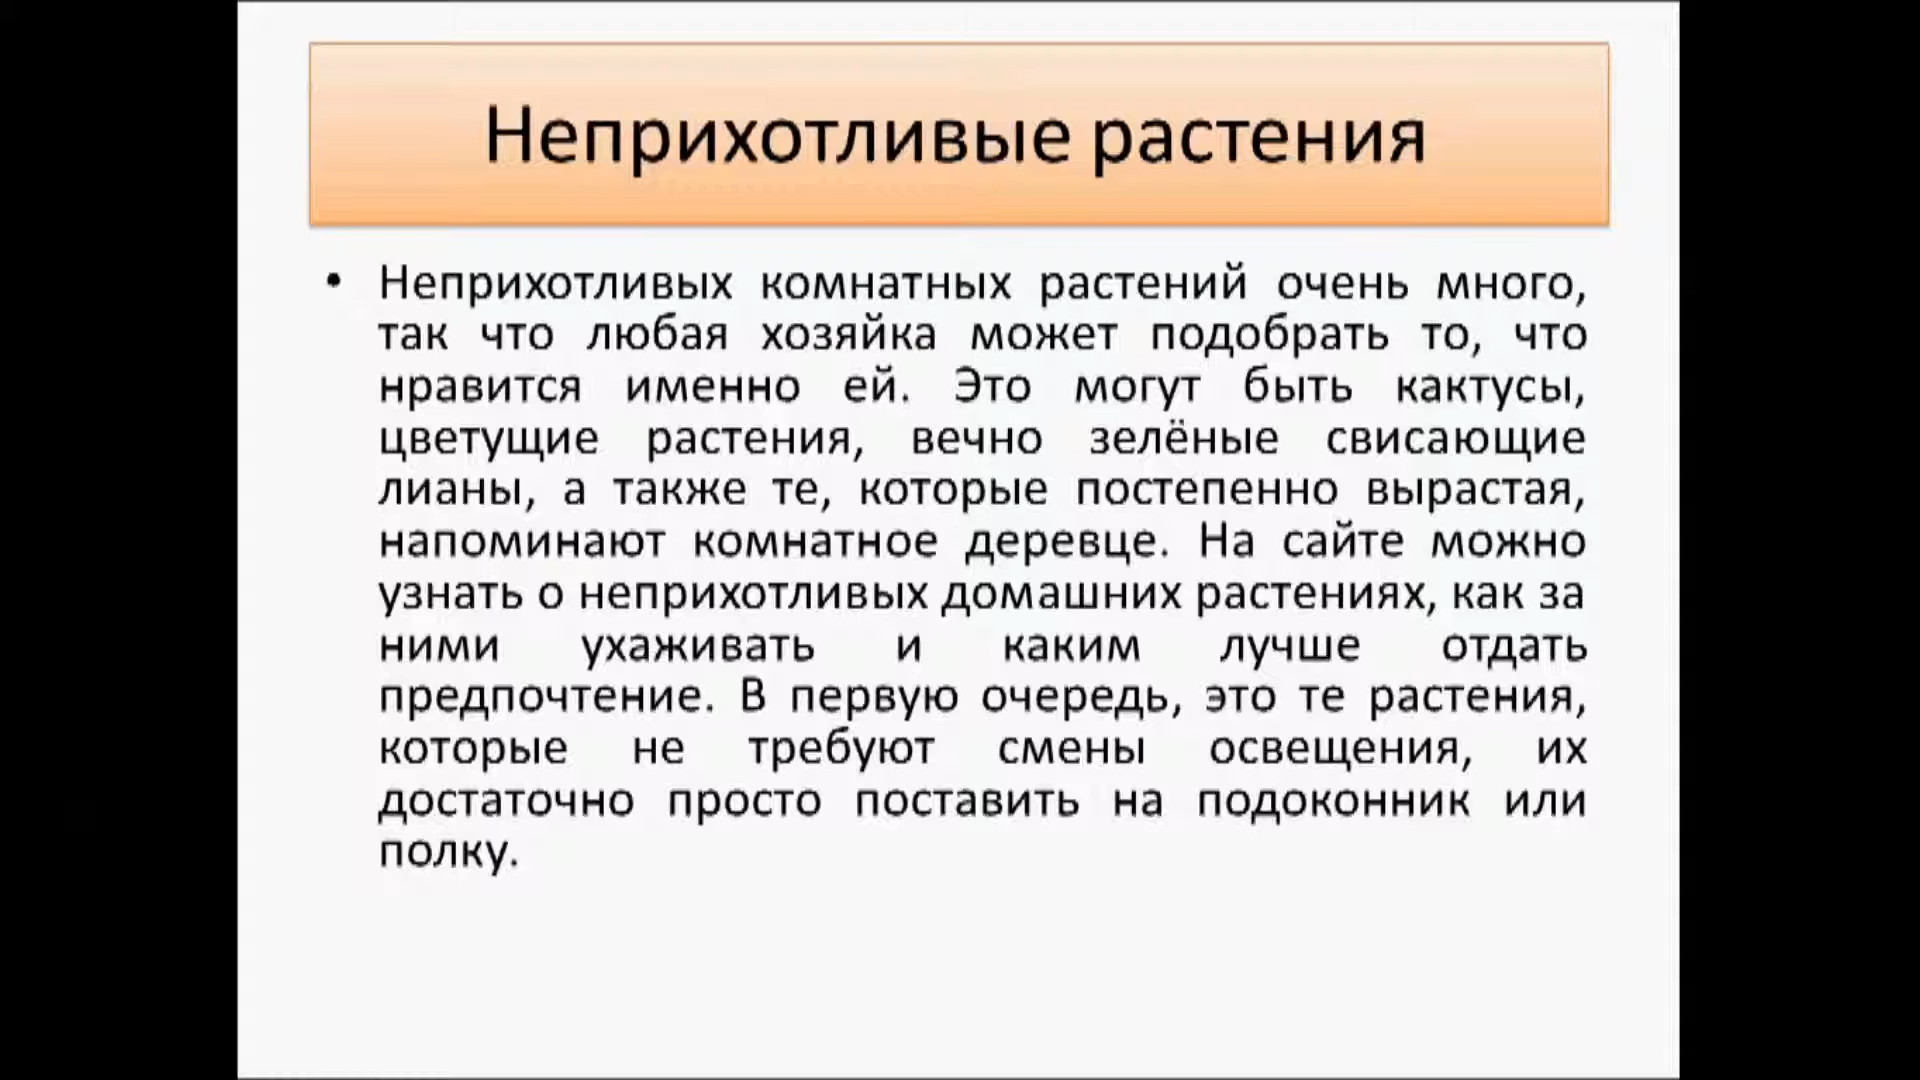 Неприхотливые растения
• Неприхотливых комнатных растений очень много,
так что любая хозяйка может подобрать то, что
нравится именно ей. Это могут быть кактусы,
цветущие растения, вечно зелёные свисающие
лианы, а также те, которые постепенно вырастая,
напоминают комнатное деревце. На сайте можно
узнать о неприхотливых домашних растениях, как за
ними ухаживать и каким лучше отдать
предпочтение. В первую очередь, это те растения,
которые не требуют смены освещения, их
достаточно просто поставить на подоконник или
полку.